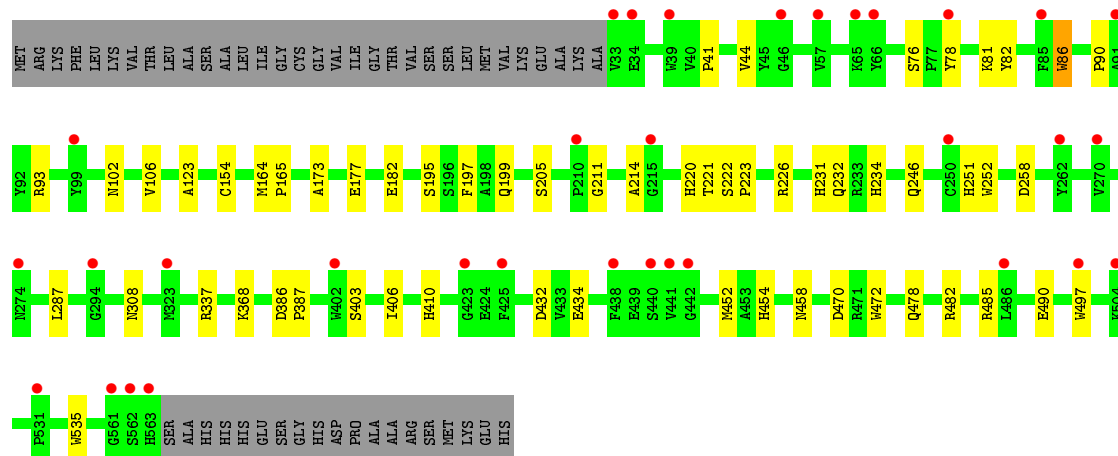 MET ARG LYS PHE LEU LEU LYS VAL THR LEU ALA SER ALA ALA LEU ILE GLY CYS GLY VAL ILE GLY THR VAL SER SER LEU MET VAL LYS GLU ALA LYS ALA V33 E34 W39 V40 P41 V44 Y45 G46 V57 K65 Y66 S76 P77 Y78 K81 Y82 F85 W86 P90 A91
Y92 R93 Y99 N102 V106 A123 C154 M164 P165 A173 E177 E182 S195 S196 F197 A198 Q199 S205 P210 G211 A214 G215 H220 T221 S222 P223 R226 H231 Q232 R233 H234 Q246 C250 H251 W252 D258 Y262 V270
N274 L287 G294 N308 M323 R337 K368 D386 P387 W402 S403 I406 H410 G423 E424 F425 D432 V433 E434 F438 E439 S440 V441 G442 M452 A453 H454 N458 D470 R471 W472 Q478 R482 R485 L486 E490 W497 K504
P531 W535 G561 S562 H563 SER ALA HIS HIS HIS GLU SER GLY HIS ASP PRO ALA ALA ARG SER MET LYS GLU HIS